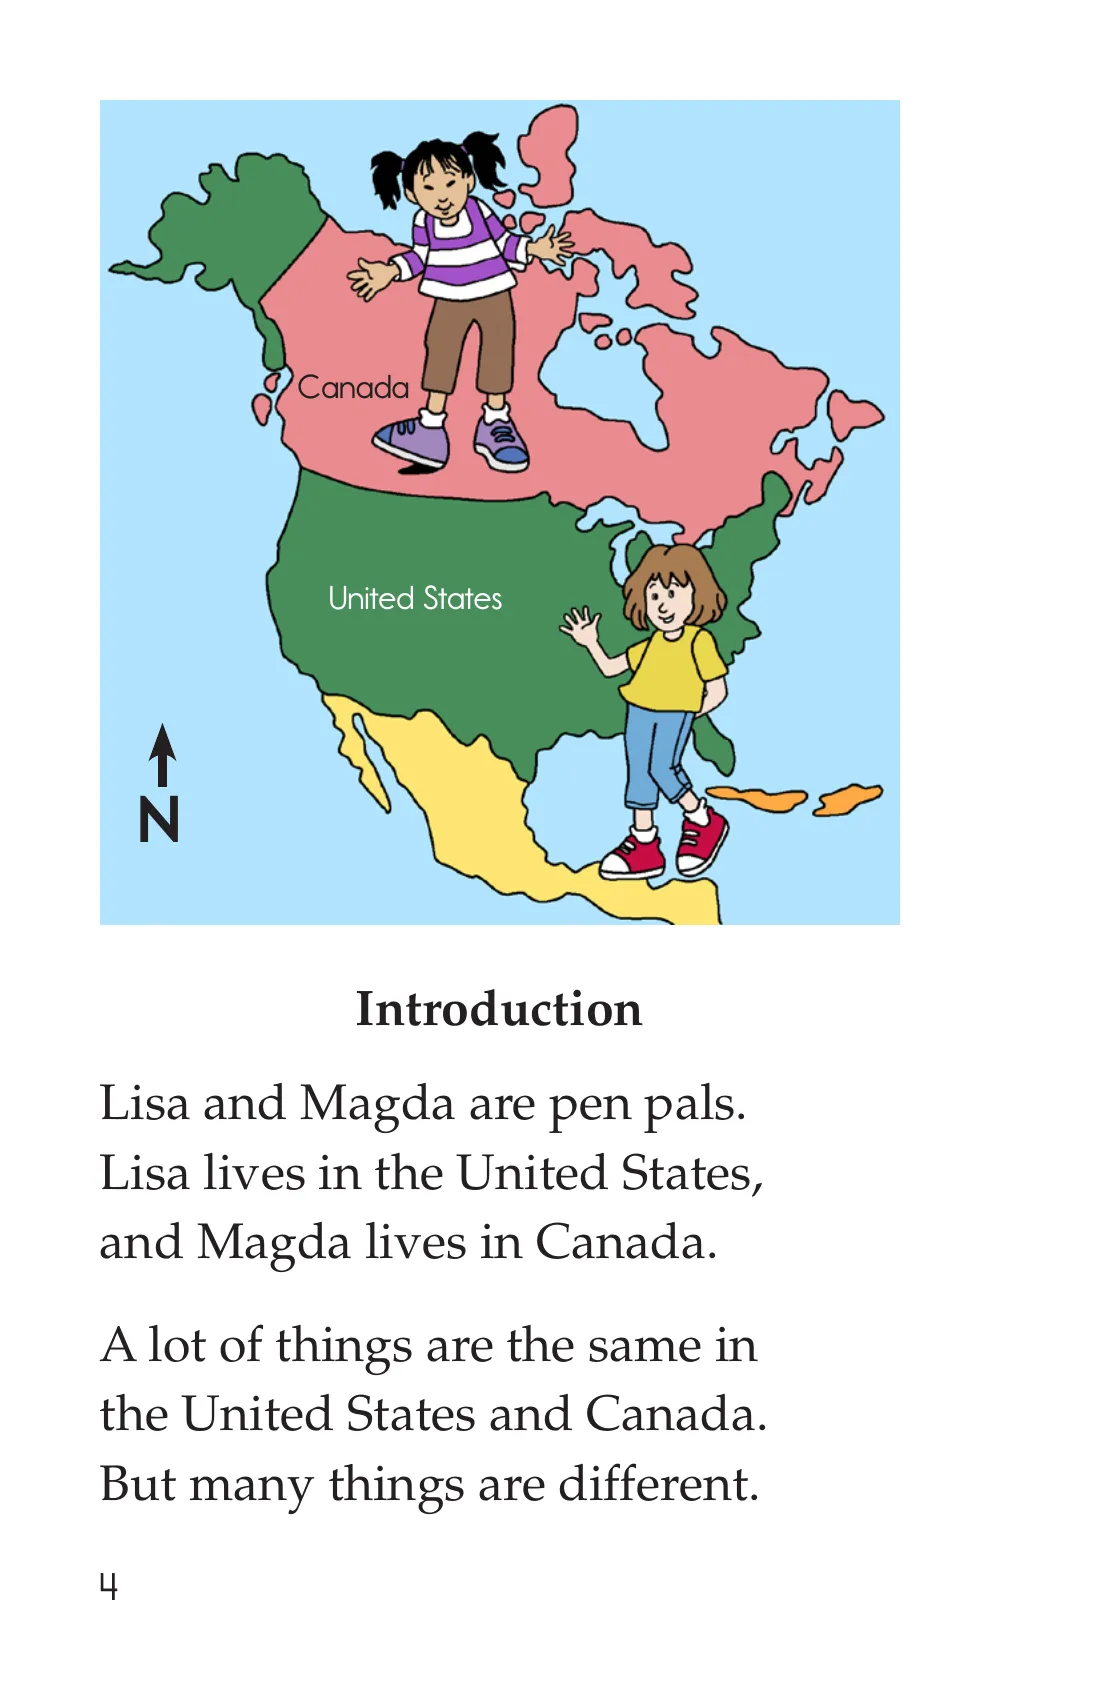 Canada
United States
N
Introduction
Lisa and Magda are pen pals.
Lisa lives in the United States,
and Magda lives in Canada.
A lot of things are the same in
the United States and Canada.
But many things are different.
4